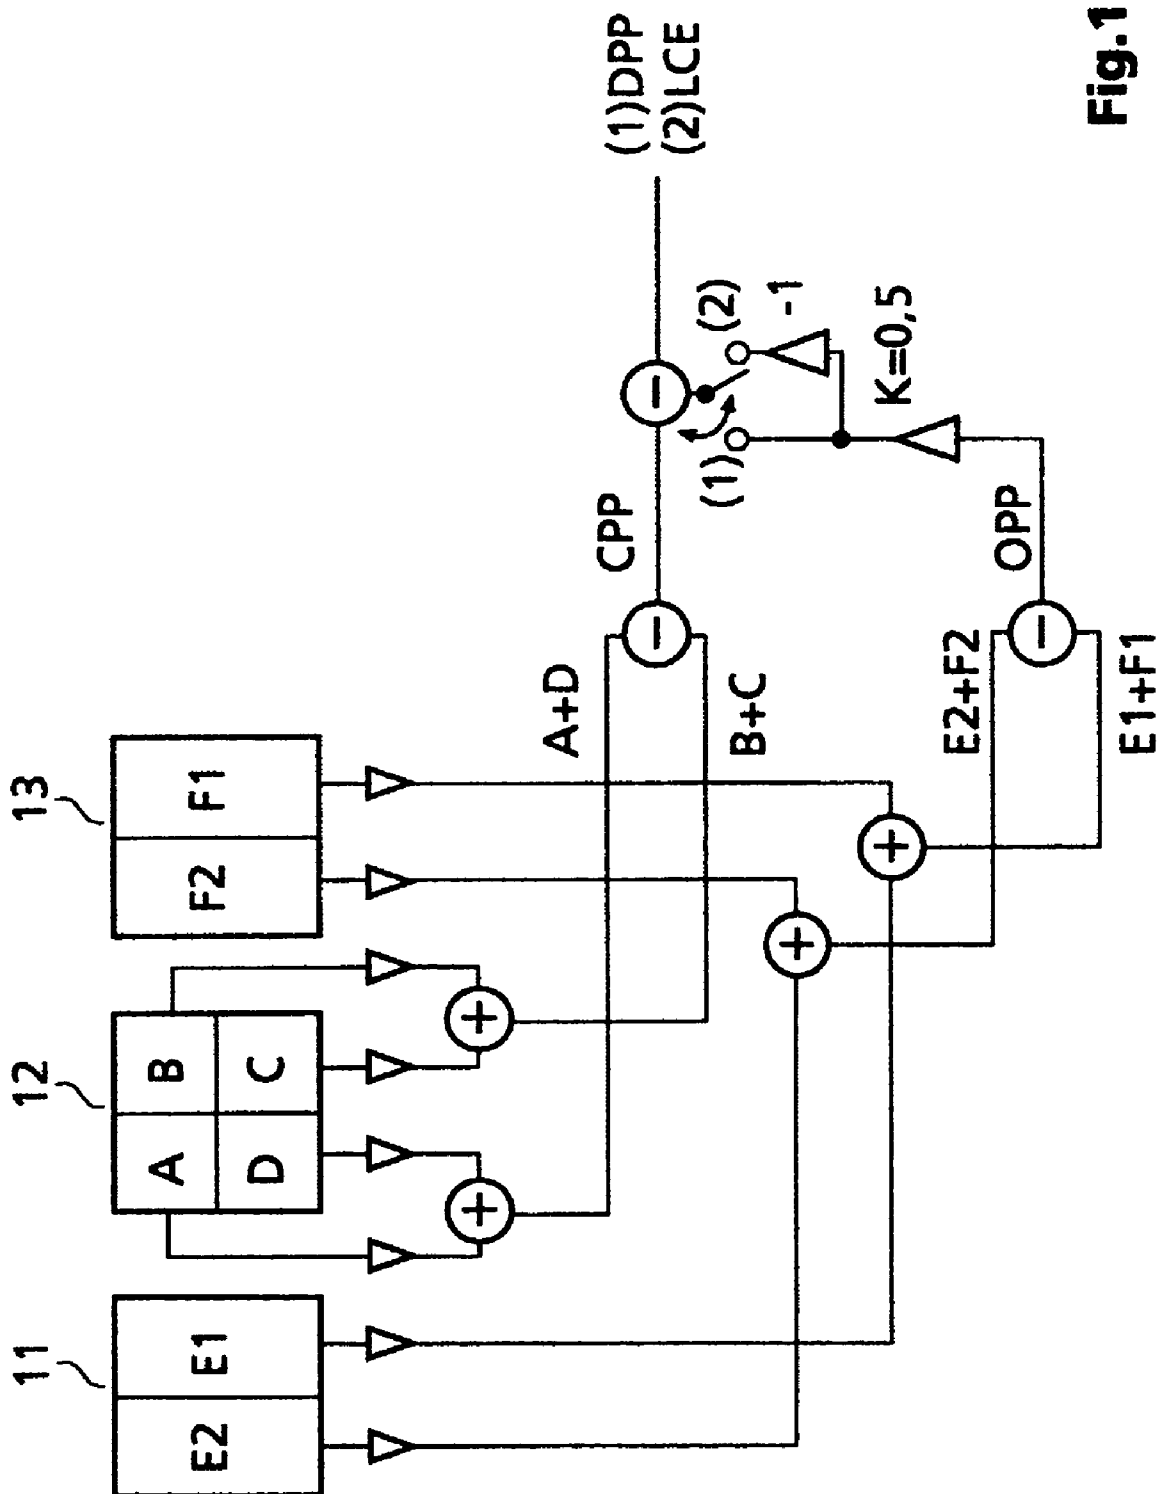 11
12
13
E2
E1
A
B
D
C
F2
F1
A+D
B+C
CPP
(1)DPP
(2)LCE
(1)
(2)
-1
K=0,5
E2+F2
E1+F1
OPP
Fig.1